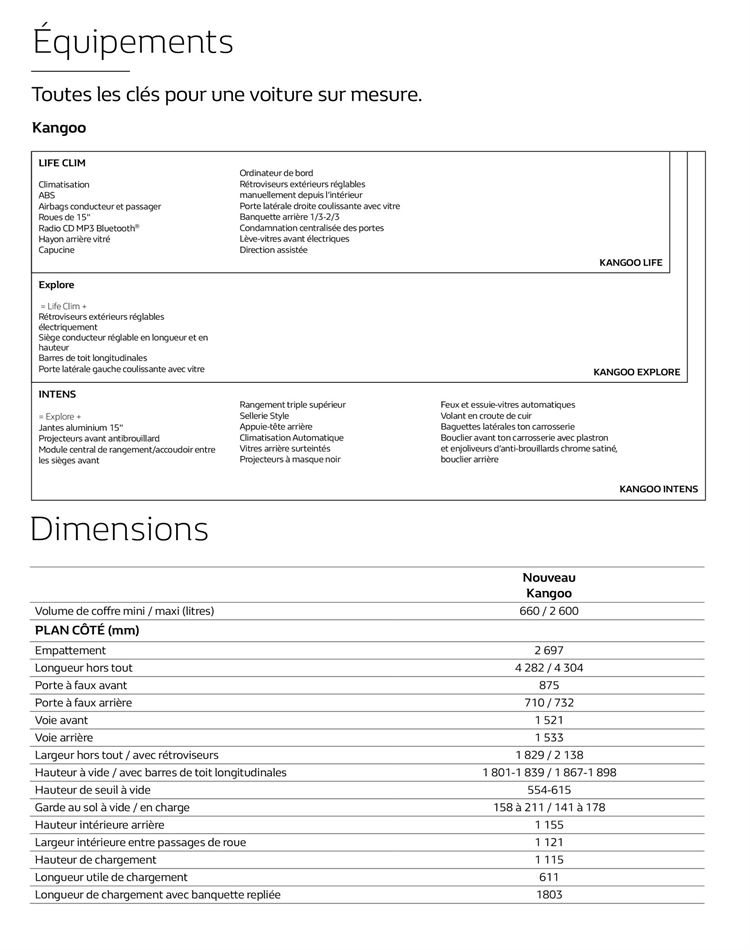 Équipements
Toutes les clés pour une voiture sur mesure.
Kangoo
LIFE CLIM
Climatisation
ABS
Airbags conducteur et passager
Roues de 15"
Radio CD MP3 Bluetooth®
Hayon arrière vitré
Capucine
Ordinateur de bord
Rétroviseurs extérieurs réglables
manuellement depuis l'intérieur
Porte latérale droite coulissante avec vitre
Banquette arrière 1/3-2/3
Condamnation centralisée des portes
Lève-vitres avant électriques
Direction assistée
KANGOO LIFE
Explore
= Life Clim +
Rétroviseurs extérieurs réglables
électriquement
Siège conducteur réglable en longueur et en
hauteur
Barres de toit longitudinales
Porte latérale gauche coulissante avec vitre
KANGOO EXPLORE
INTENS
= Explore +
Jantes aluminium 15"
Projecteurs avant antibrouillard
Module central de rangement/accoudoir entre
les sièges avant
Rangement triple supérieur
Sellerie Style
Appuie-tête arrière
Climatisation Automatique
Vitres arrière surteintés
Projecteurs à masque noir
Feux et essuie-vitres automatiques
Volant en croute de cuir
Baguettes latérales ton carrosserie
Bouclier avant ton carrosserie avec plastron
et enjoliveurs d'anti-brouillards chrome satiné,
bouclier arrière
KANGOO INTENS
Dimensions
Nouveau
Kangoo
Volume de coffre mini / maxi (litres) 660 / 2 600
PLAN CÔTÉ (mm)
Empattement 2 697
Longueur hors tout 4 282 / 4 304
Porte à faux avant 875
Porte à faux arrière 710 / 732
Voie avant 1 521
Voie arrière 1 533
Largeur hors tout / avec rétroviseurs 1 829 / 2 138
Hauteur à vide / avec barres de toit longitudinales 1 801-1 839 / 1 867-1 898
Hauteur de seuil à vide 554-615
Garde au sol à vide / en charge 158 à 211 / 141 à 178
Hauteur intérieure arrière 1 155
Largeur intérieure entre passages de roue 1 121
Hauteur de chargement 1 115
Longueur utile de chargement 611
Longueur de chargement avec banquette repliée 1803